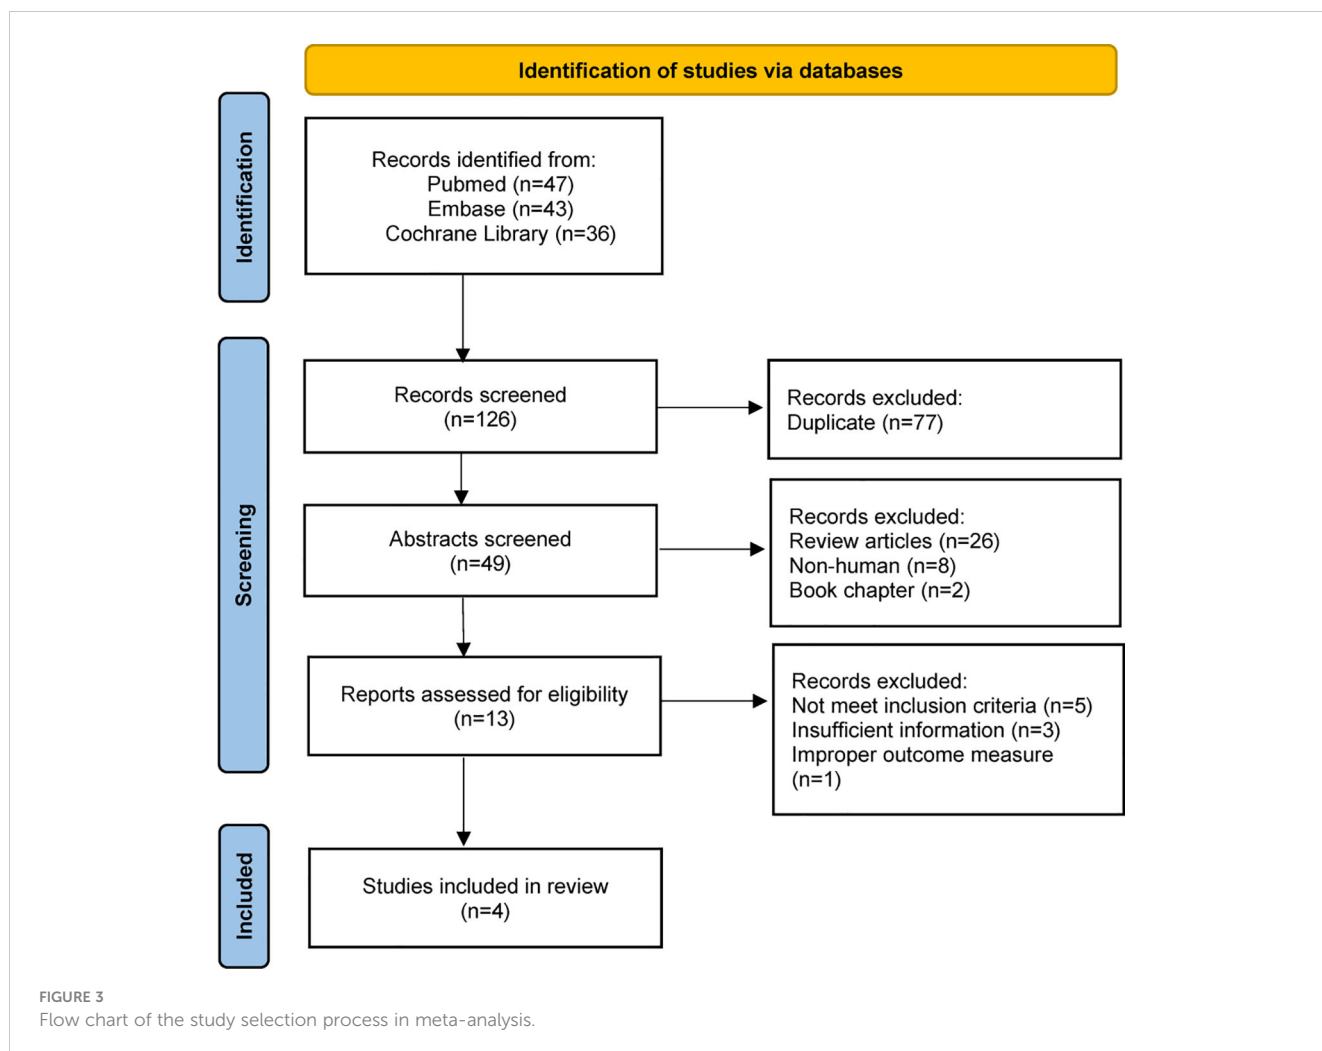 Identification of studies via databases
Identification
Records identified from:
Pubmed (n=47)
Embase (n=43)
Cochrane Library (n=36)
Screening
Records screened
(n=126)
Records excluded:
Duplicate (n=77)
Abstracts screened
(n=49)
Records excluded:
Review articles (n=26)
Non-human (n=8)
Book chapter (n=2)
Reports assessed for eligibility
(n=13)
Records excluded:
Not meet inclusion criteria (n=5)
Insufficient information (n=3)
Improper outcome measure
(n=1)
Included
Studies included in review
(n=4)
FIGURE 3
Flow chart of the study selection process in meta-analysis.